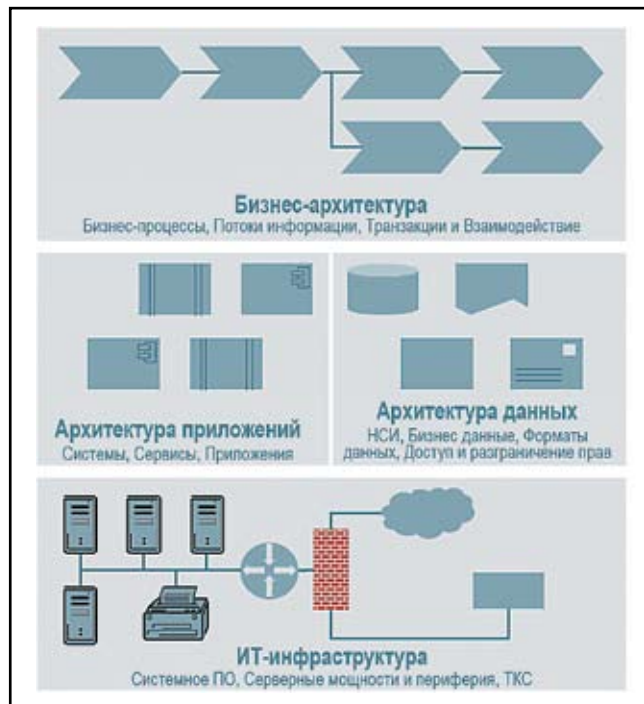 Бизнес-архитектура
Бизнес-процессы, Потоки информации, Транзакции и Взаимодействие
Архитектура приложений
Системы, Сервисы, Приложения
Архитектура данных
НСИ, Бизнес данные, Форматы
данных, Доступ и разграничение прав
ИТ-инфраструктура
Системное ПО, Серверные мощности и периферия, ТКС